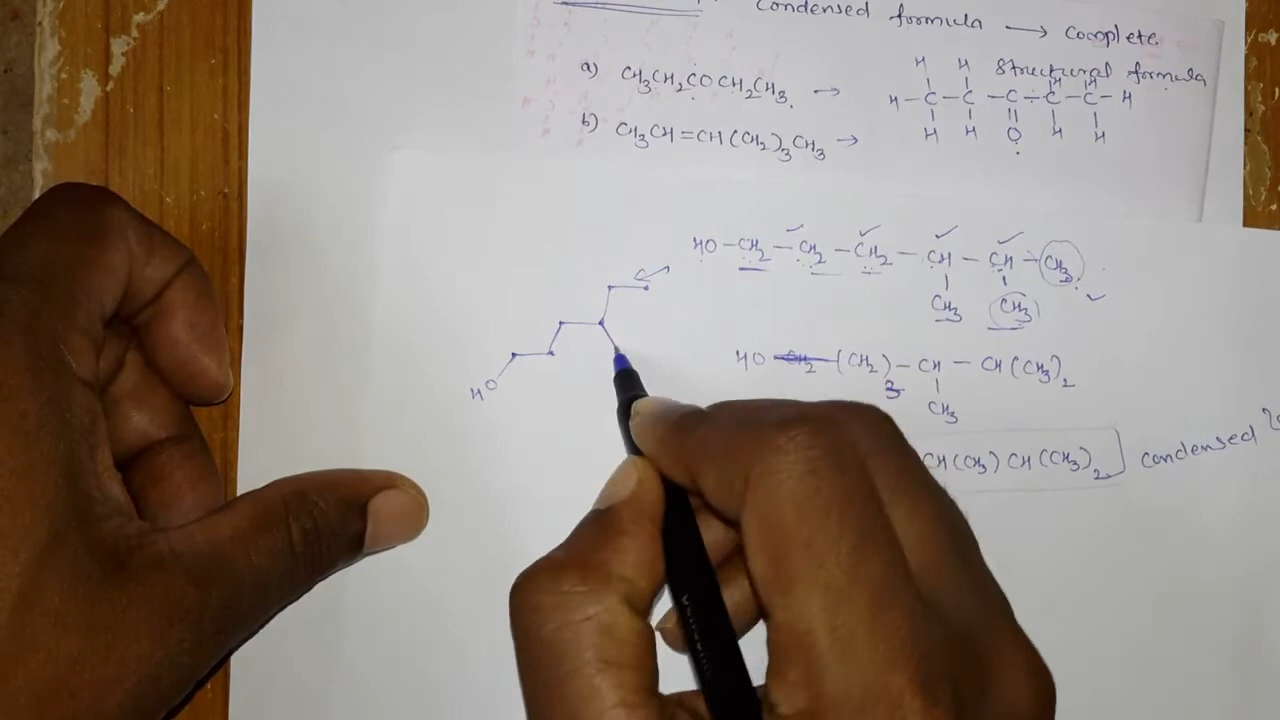 Condensed formula → Complete
Structural formula
a) CH3CH2COCH2CH3. →
H H H H
H-C-C-C-C-C-H
H H O H H
b) CH3CH=CH(CH2)3CH3 →
HO-CH2-CH2-CH2-CH-CH-CH3
CH3 CH3
HO CH2 (CH2)3-CH-CH(CH3)2
CH3
HO
CH(CH3)CH(CH3)2] condensed